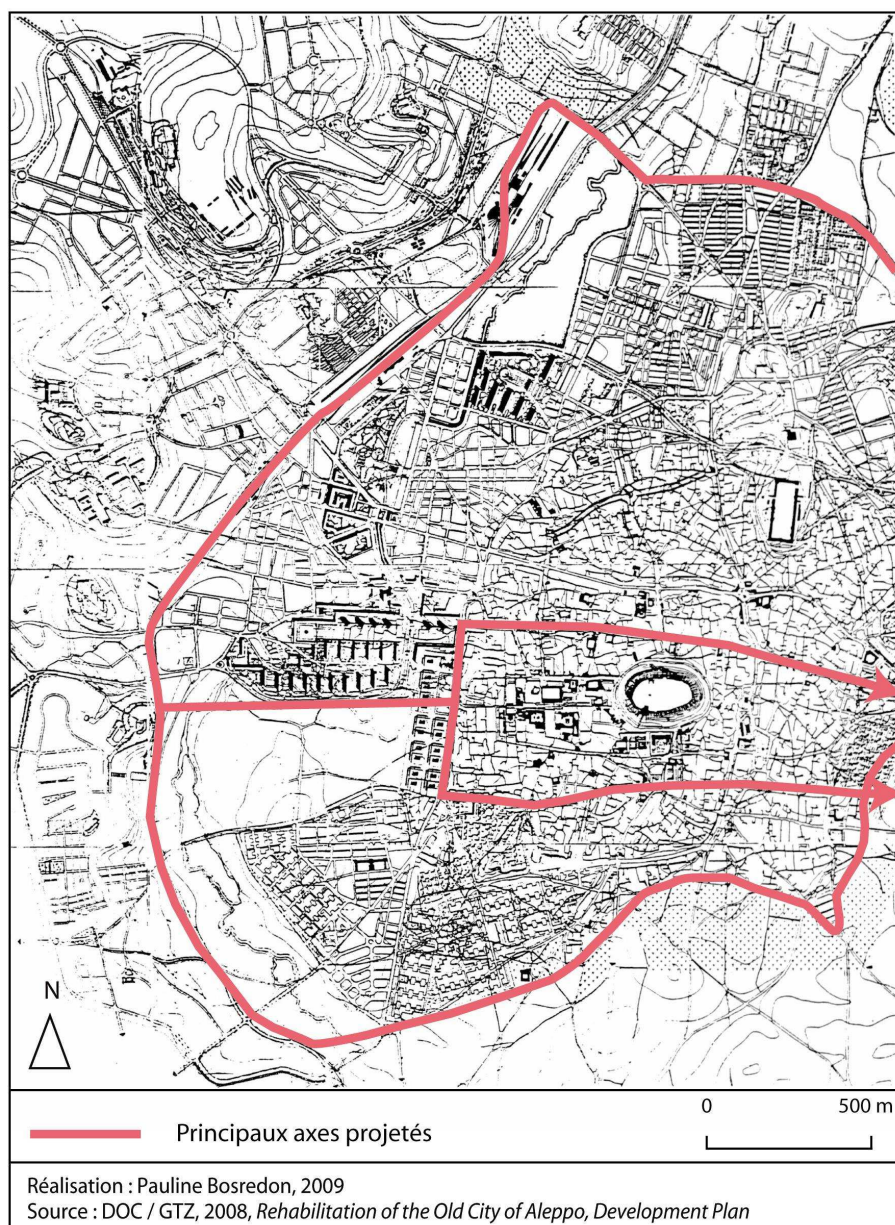 N
0 500 m
Principaux axes projetés
Réalisation : Pauline Bosredon, 2009
Source : DOC / GTZ, 2008, Rehabilitation of the Old City of Aleppo, Development Plan